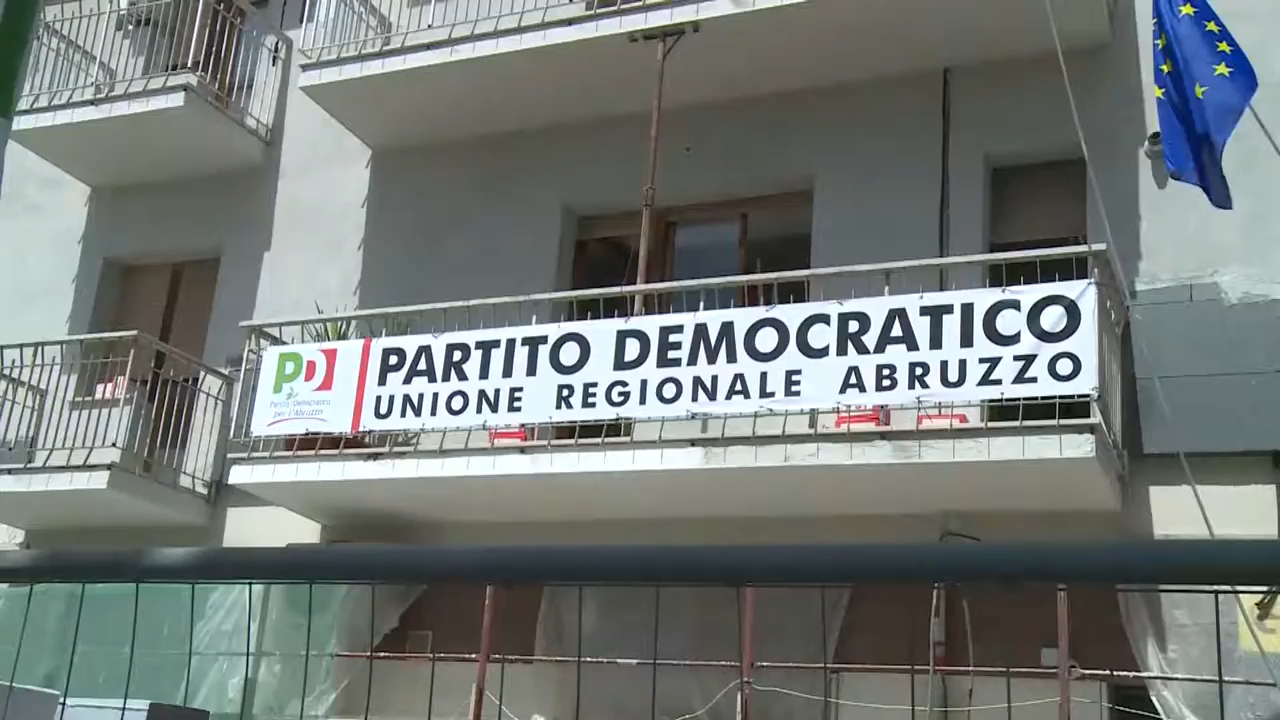 PD
Partito Democratico
per l'Abruzzo
PARTITO DEMOCRATICO
UNIONE REGIONALE ABRUZZO